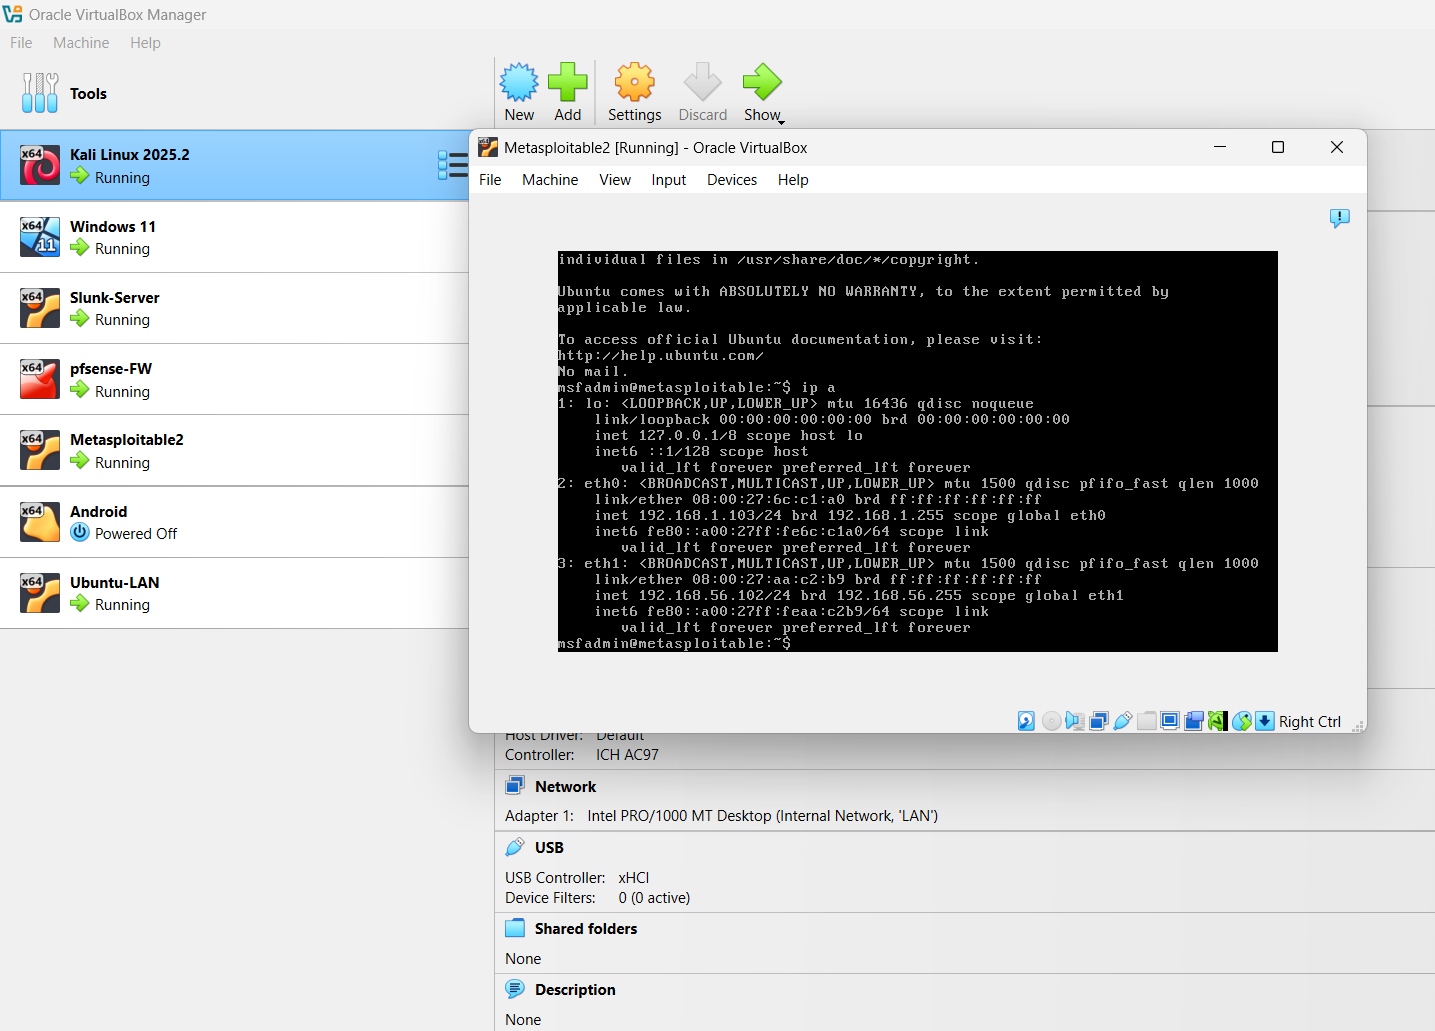 Oracle VirtualBox Manager
File Machine Help
Tools
New Add Settings Discard Show
x64 Kali Linux 2025.2
Running
x64 Windows 11
11 Running
x64 Slunk-Server
Running
x64 pfsense-FW
Running
x64 Metasploitable2
Running
x64 Android
Powered Off
x64 Ubuntu-LAN
Running
x64 Metasploitable2 [Running] - Oracle VirtualBox
File Machine View Input Devices Help
individual files in /usr/share/doc/*/copyright.
Ubuntu comes with ABSOLUTELY NO WARRANTY, to the extent permitted by
applicable law.
To access official Ubuntu documentation, please visit:
http://help.ubuntu.com/
No mail.
msfadmin@metasploitable:~$ ip a
1: lo: <LOOPBACK,UP,LOWER_UP> mtu 16436 qdisc noqueue
link/loopback 00:00:00:00:00:00 brd 00:00:00:00:00:00
inet 127.0.0.1/8 scope host lo
inet6 ::1/128 scope host
valid_lft forever preferred_lft forever
2: eth0: <BROADCAST,MULTICAST,UP,LOWER_UP> mtu 1500 qdisc pfifo_fast qlen 1000
link/ether 08:00:27:6c:c1:a0 brd ff:ff:ff:ff:ff:ff
inet 192.168.1.103/24 brd 192.168.1.255 scope global eth0
inet6 fe80::a00:27ff:fe6c:c1a0/64 scope link
valid_lft forever preferred_lft forever
3: eth1: <BROADCAST,MULTICAST,UP,LOWER_UP> mtu 1500 qdisc pfifo_fast qlen 1000
link/ether 08:00:27:aa:c2:b9 brd ff:ff:ff:ff:ff:ff
inet 192.168.56.102/24 brd 192.168.56.255 scope global eth1
inet6 fe80::a00:27ff:feaa:c2b9/64 scope link
valid_lft forever preferred_lft forever
msfadmin@metasploitable:~$
Right Ctrl
Host Driver: Default
Controller: ICH AC97
Network
Adapter 1: Intel PRO/1000 MT Desktop (Internal Network, 'LAN')
USB
USB Controller: xHCI
Device Filters: 0 (0 active)
Shared folders
None
Description
None